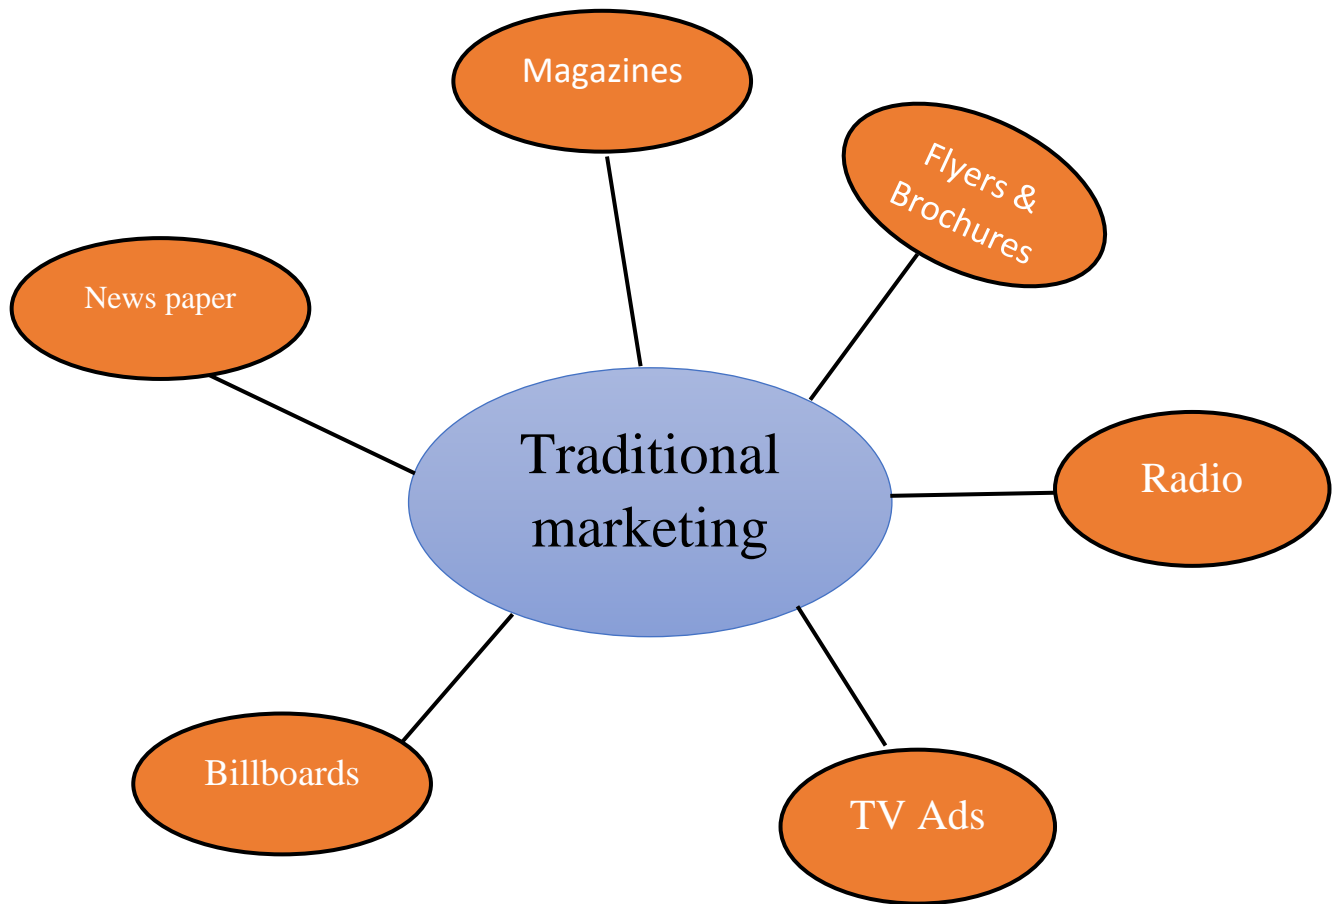 Magazines
Flyers &
Brochures
News paper
Traditional
marketing
Radio
Billboards
TV Ads